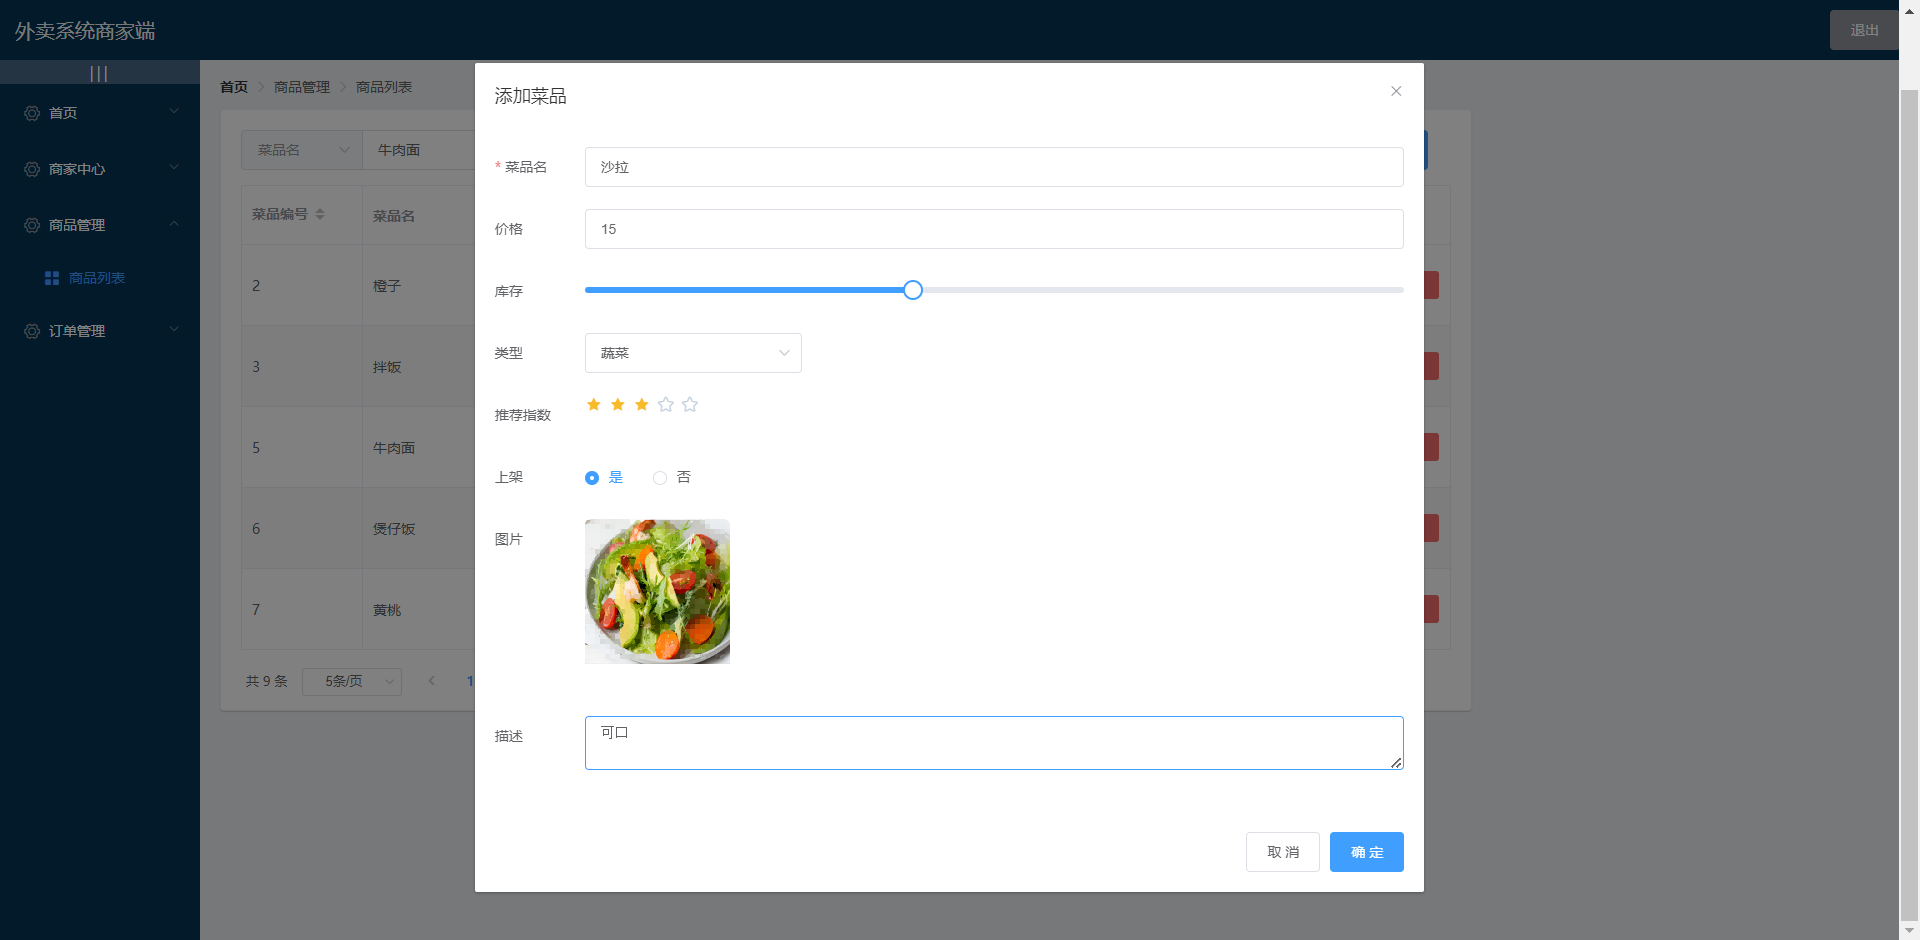 外卖系统商家端
退出
|||
首页
商家中心
商品管理
商品列表
订单管理
首页 商品管理 商品列表
菜品名 牛肉面
菜品编号 菜品名
2 橙子
3 拌饭
5 牛肉面
6 煲仔饭
7 黄桃
共 9 条 5条/页 1
添加菜品
* 菜品名 沙拉
价格 15
库存
类型 蔬菜
推荐指数
上架 是 否
图片
描述 可口
取 消 确 定